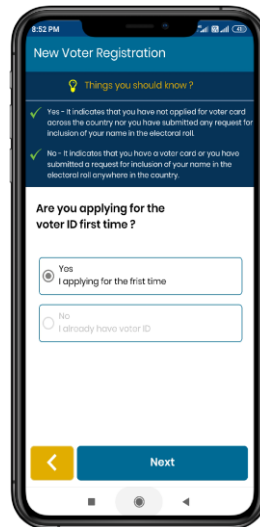 8:52 PM
New Voter Registration
Things you should know ?
Yes - It indicates that you have not applied for voter card
across the country nor you have submitted any request for
inclusion of your name in the electoral roll.
No - It indicates that you have a voter card or you have
submitted a request for inclusion of your name in the
electoral roll anywhere in the country.
Are you applying for the
voter ID first time ?
Yes
I applying for the frist time
No
I already have votor ID
Next